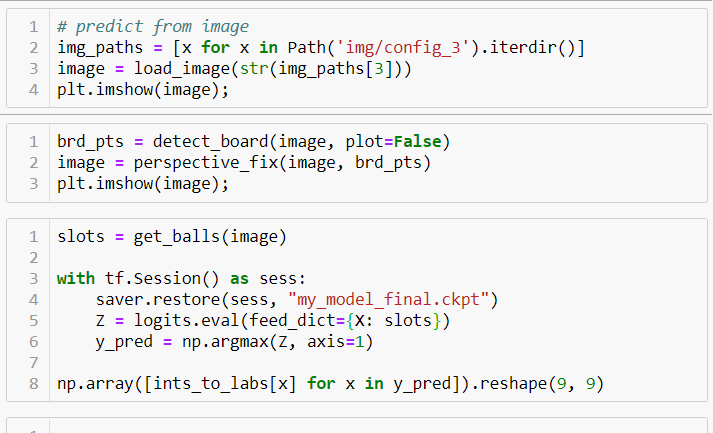 1 # predict from image
2 img_paths = [x for x in Path('img/config_3').iterdir()]
3 image = load_image(str(img_paths[3]))
4 plt.imshow(image);
1 brd_pts = detect_board(image, plot=False)
2 image = perspective_fix(image, brd_pts)
3 plt.imshow(image);
1 slots = get_balls(image)
2
3 with tf.Session() as sess:
4     saver.restore(sess, "my_model_final.ckpt")
5     Z = logits.eval(feed_dict={X: slots})
6     y_pred = np.argmax(Z, axis=1)
7
8 np.array([ints_to_labs[x] for x in y_pred]).reshape(9, 9)